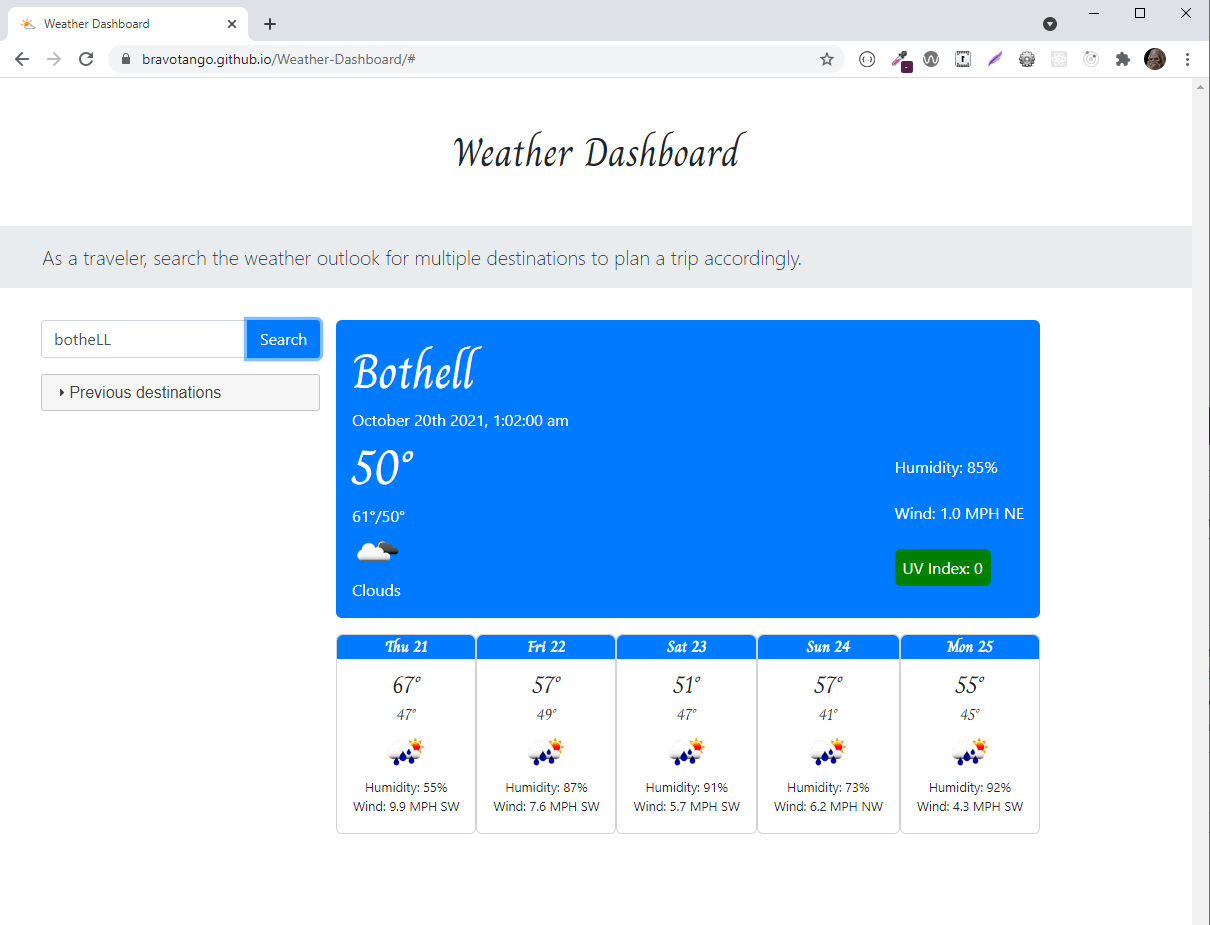 Weather Dashboard
bravotango.github.io/Weather-Dashboard/#
Weather Dashboard
As a traveler, search the weather outlook for multiple destinations to plan a trip accordingly.
botheLL
Search
Previous destinations
Bothell
October 20th 2021, 1:02:00 am
50°
61°/50°
Clouds
Humidity: 85%
Wind: 1.0 MPH NE
UV Index: 0
Thu 21
67°
47°
Humidity: 55%
Wind: 9.9 MPH SW
Fri 22
57°
49°
Humidity: 87%
Wind: 7.6 MPH SW
Sat 23
51°
47°
Humidity: 91%
Wind: 5.7 MPH SW
Sun 24
57°
41°
Humidity: 73%
Wind: 6.2 MPH NW
Mon 25
55°
45°
Humidity: 92%
Wind: 4.3 MPH SW